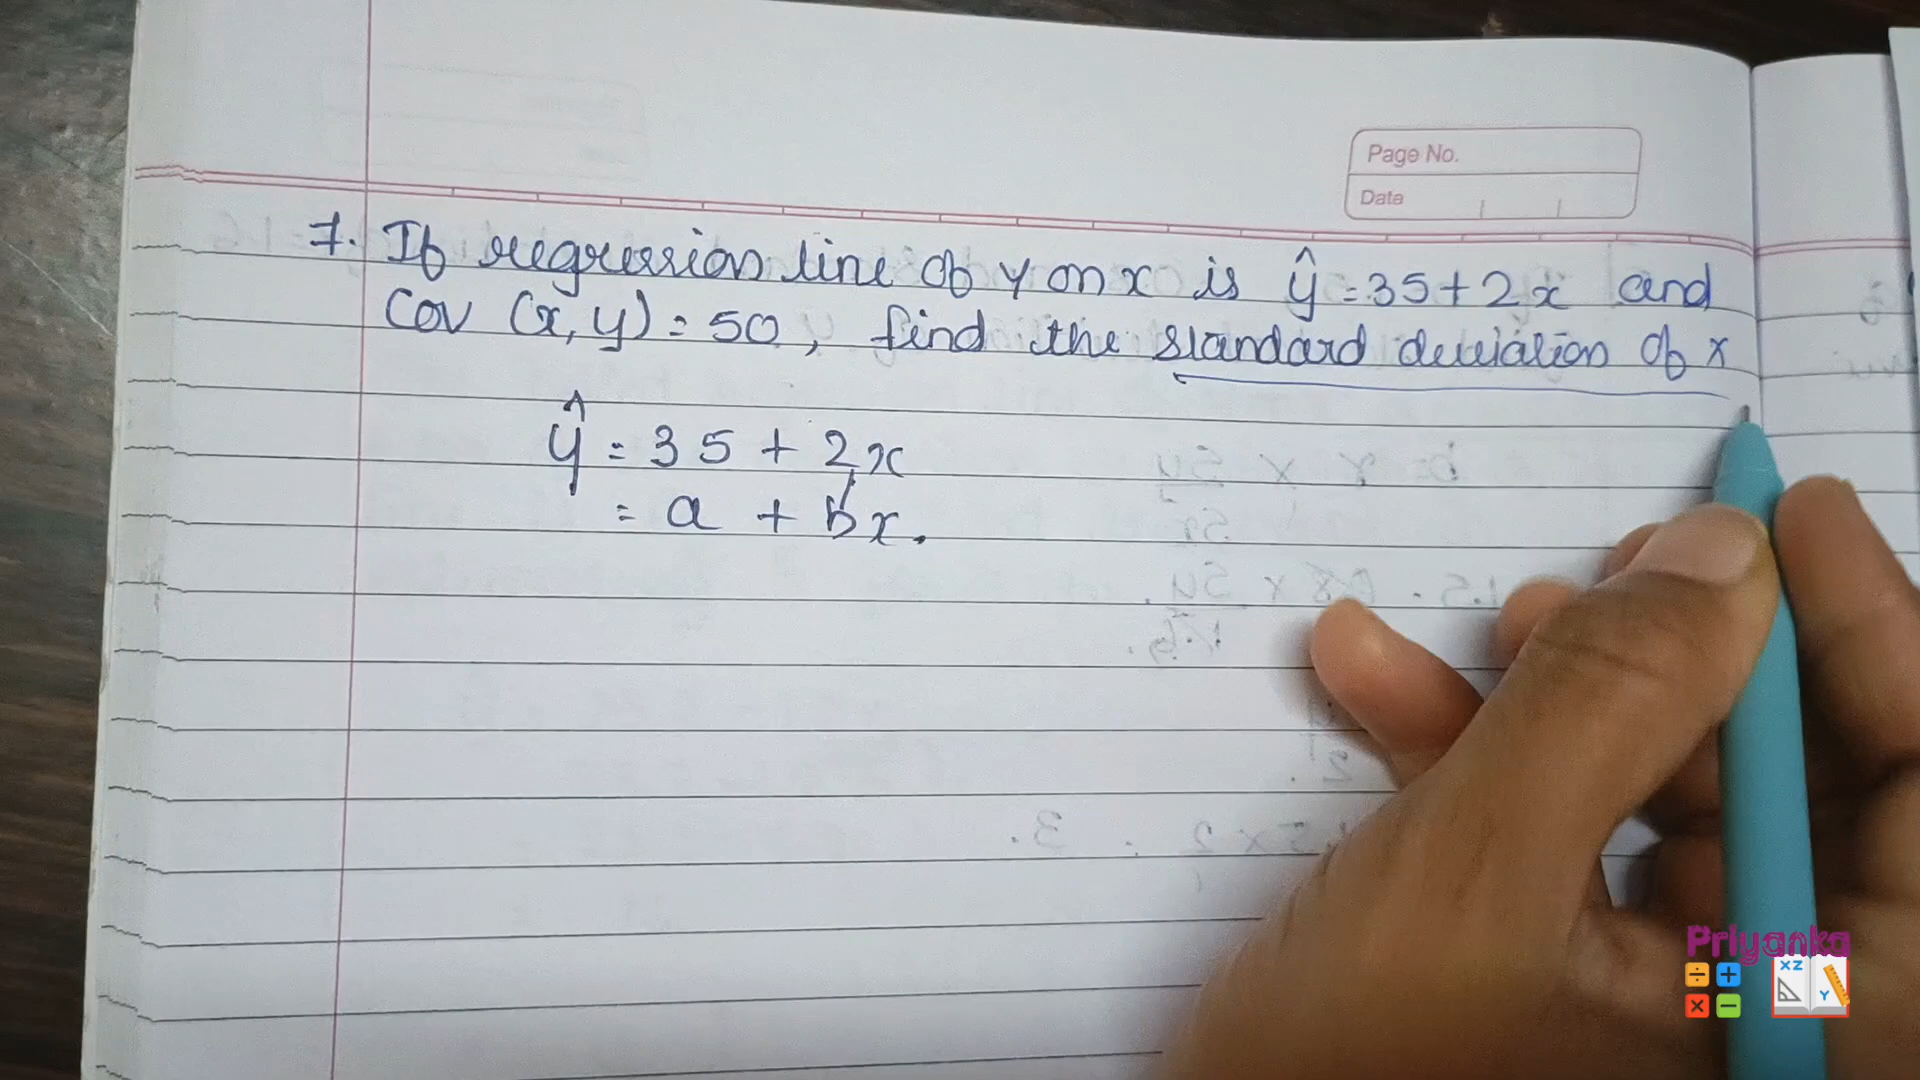 Page No.
Date
7. If regression line of Y on x is ŷ = 35 + 2x and
Cov (x, y) = 50, find the standard deviation of x
ŷ = 35 + 2x
= a + bx.
Priyanka
XZ
Y